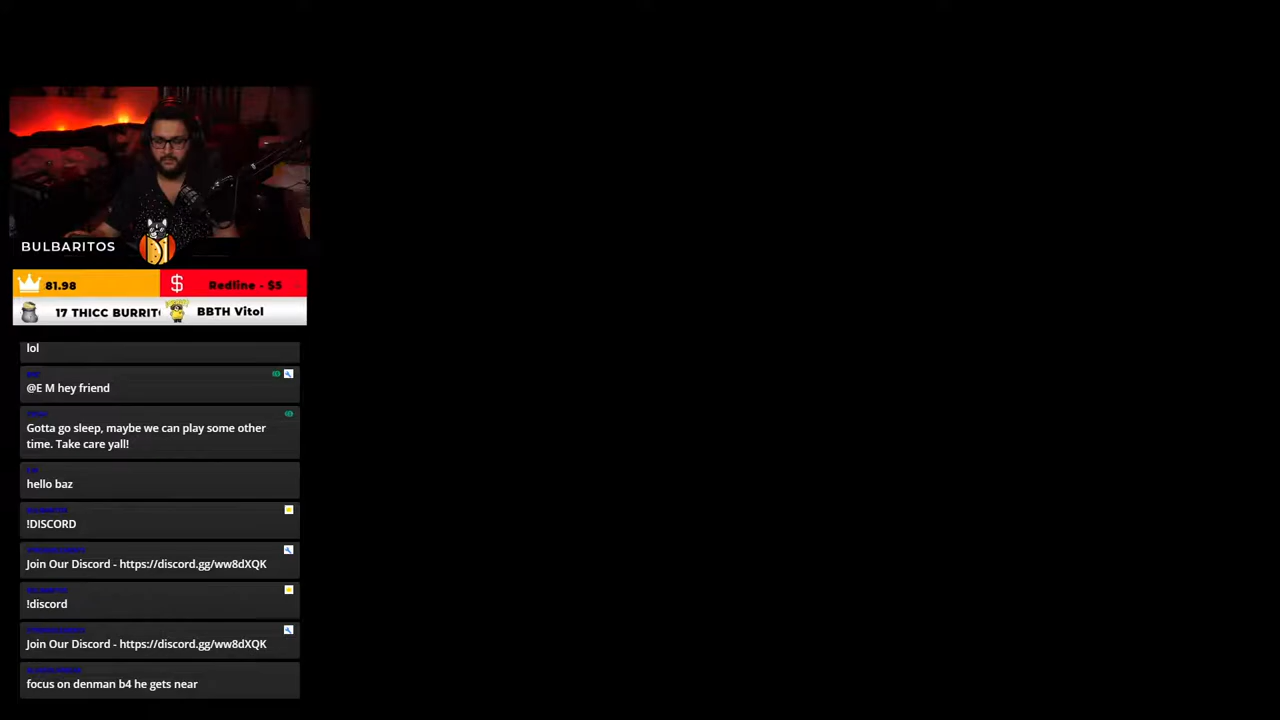 BULBARITOS
81.98
$ Redline - $5
17 THICC BURRIT
BBTH Vitol
lol
@E M hey friend
Gotta go sleep, maybe we can play some other
time. Take care yall!
hello baz
!DISCORD
Join Our Discord - https://discord.gg/ww8dXQK
!discord
Join Our Discord - https://discord.gg/ww8dXQK
focus on denman b4 he gets near